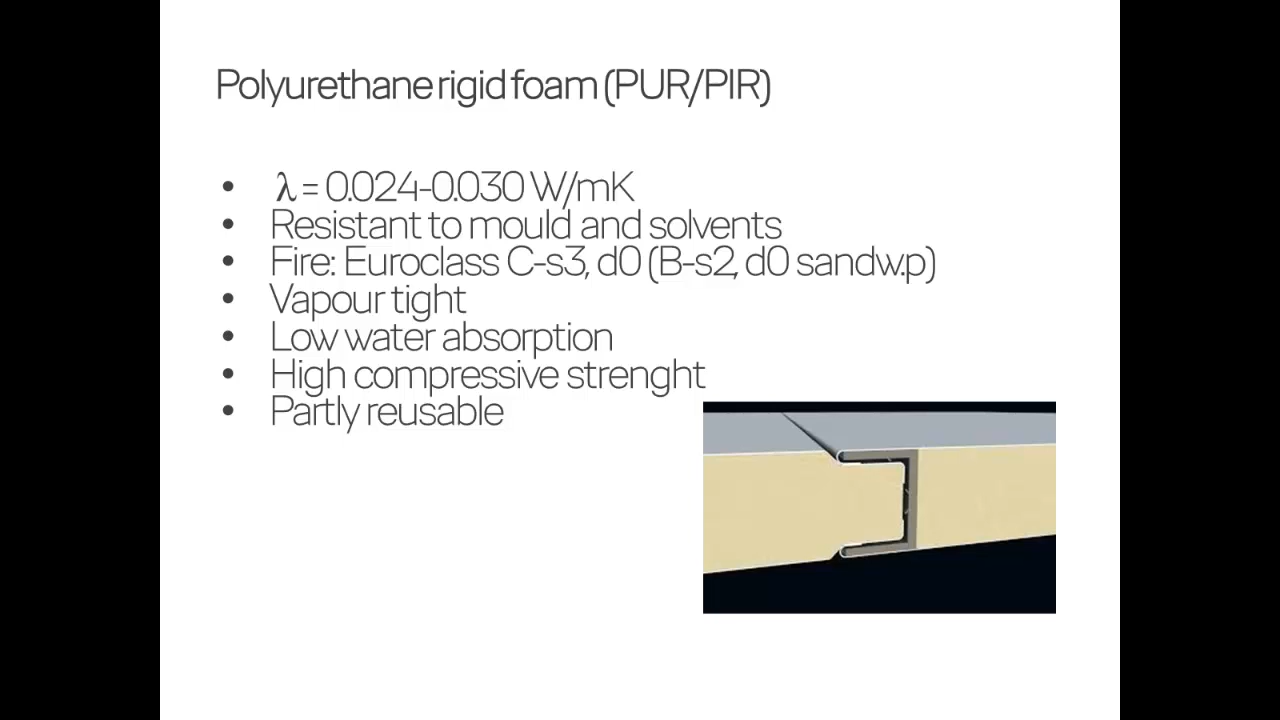 Polyurethane rigid foam (PUR/PIR)
• λ = 0.024-0.030 W/mK
• Resistant to mould and solvents
• Fire: Euroclass C-s3, d0 (B-s2, d0 sandw.p)
• Vapour tight
• Low water absorption
• High compressive strenght
• Partly reusable